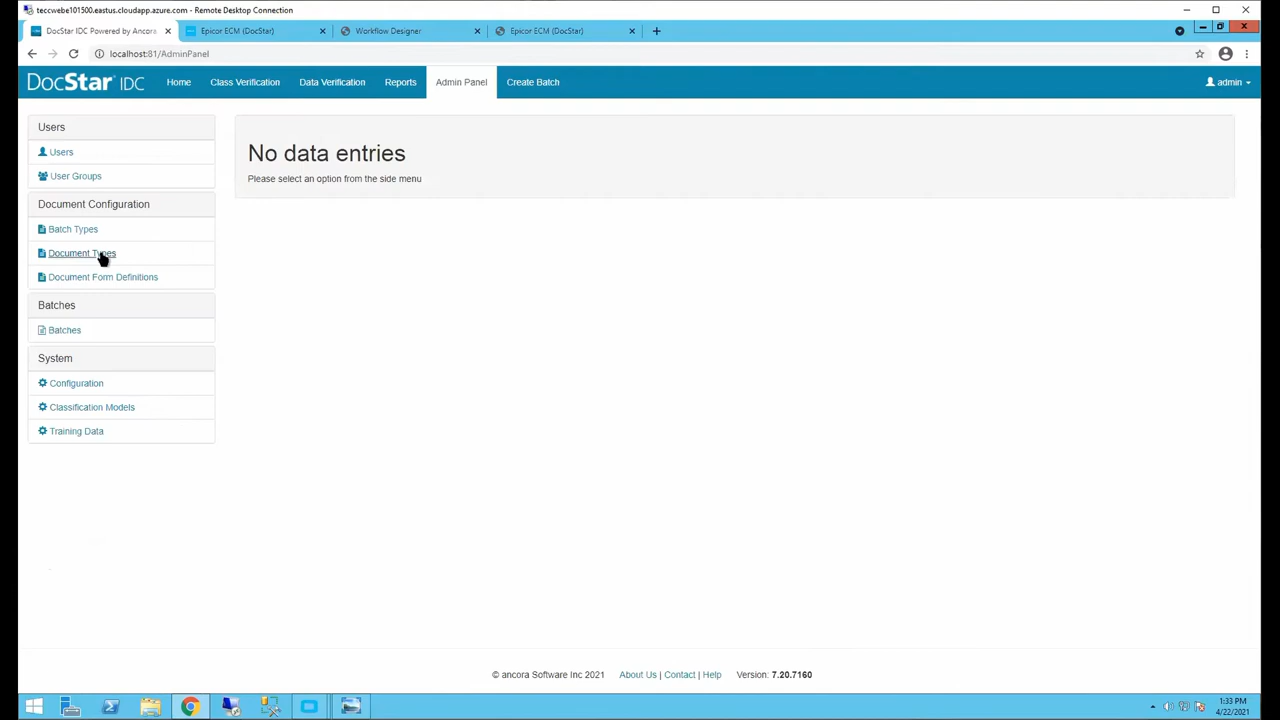 teccwebe101500.eastus.cloudapp.azure.com - Remote Desktop Connection
DocStar IDC Powered by Ancora
Epicor ECM (DocStar)
Workflow Designer
Epicor ECM (DocStar)
localhost:81/AdminPanel
DocStar IDC
Home
Class Verification
Data Verification
Reports
Admin Panel
Create Batch
admin
Users
Users
User Groups
Document Configuration
Batch Types
Document Types
Document Form Definitions
Batches
Batches
System
Configuration
Classification Models
Training Data
No data entries
Please select an option from the side menu
© ancora Software Inc 2021 About Us | Contact | Help Version: 7.20.7160
1:33 PM
4/22/2021